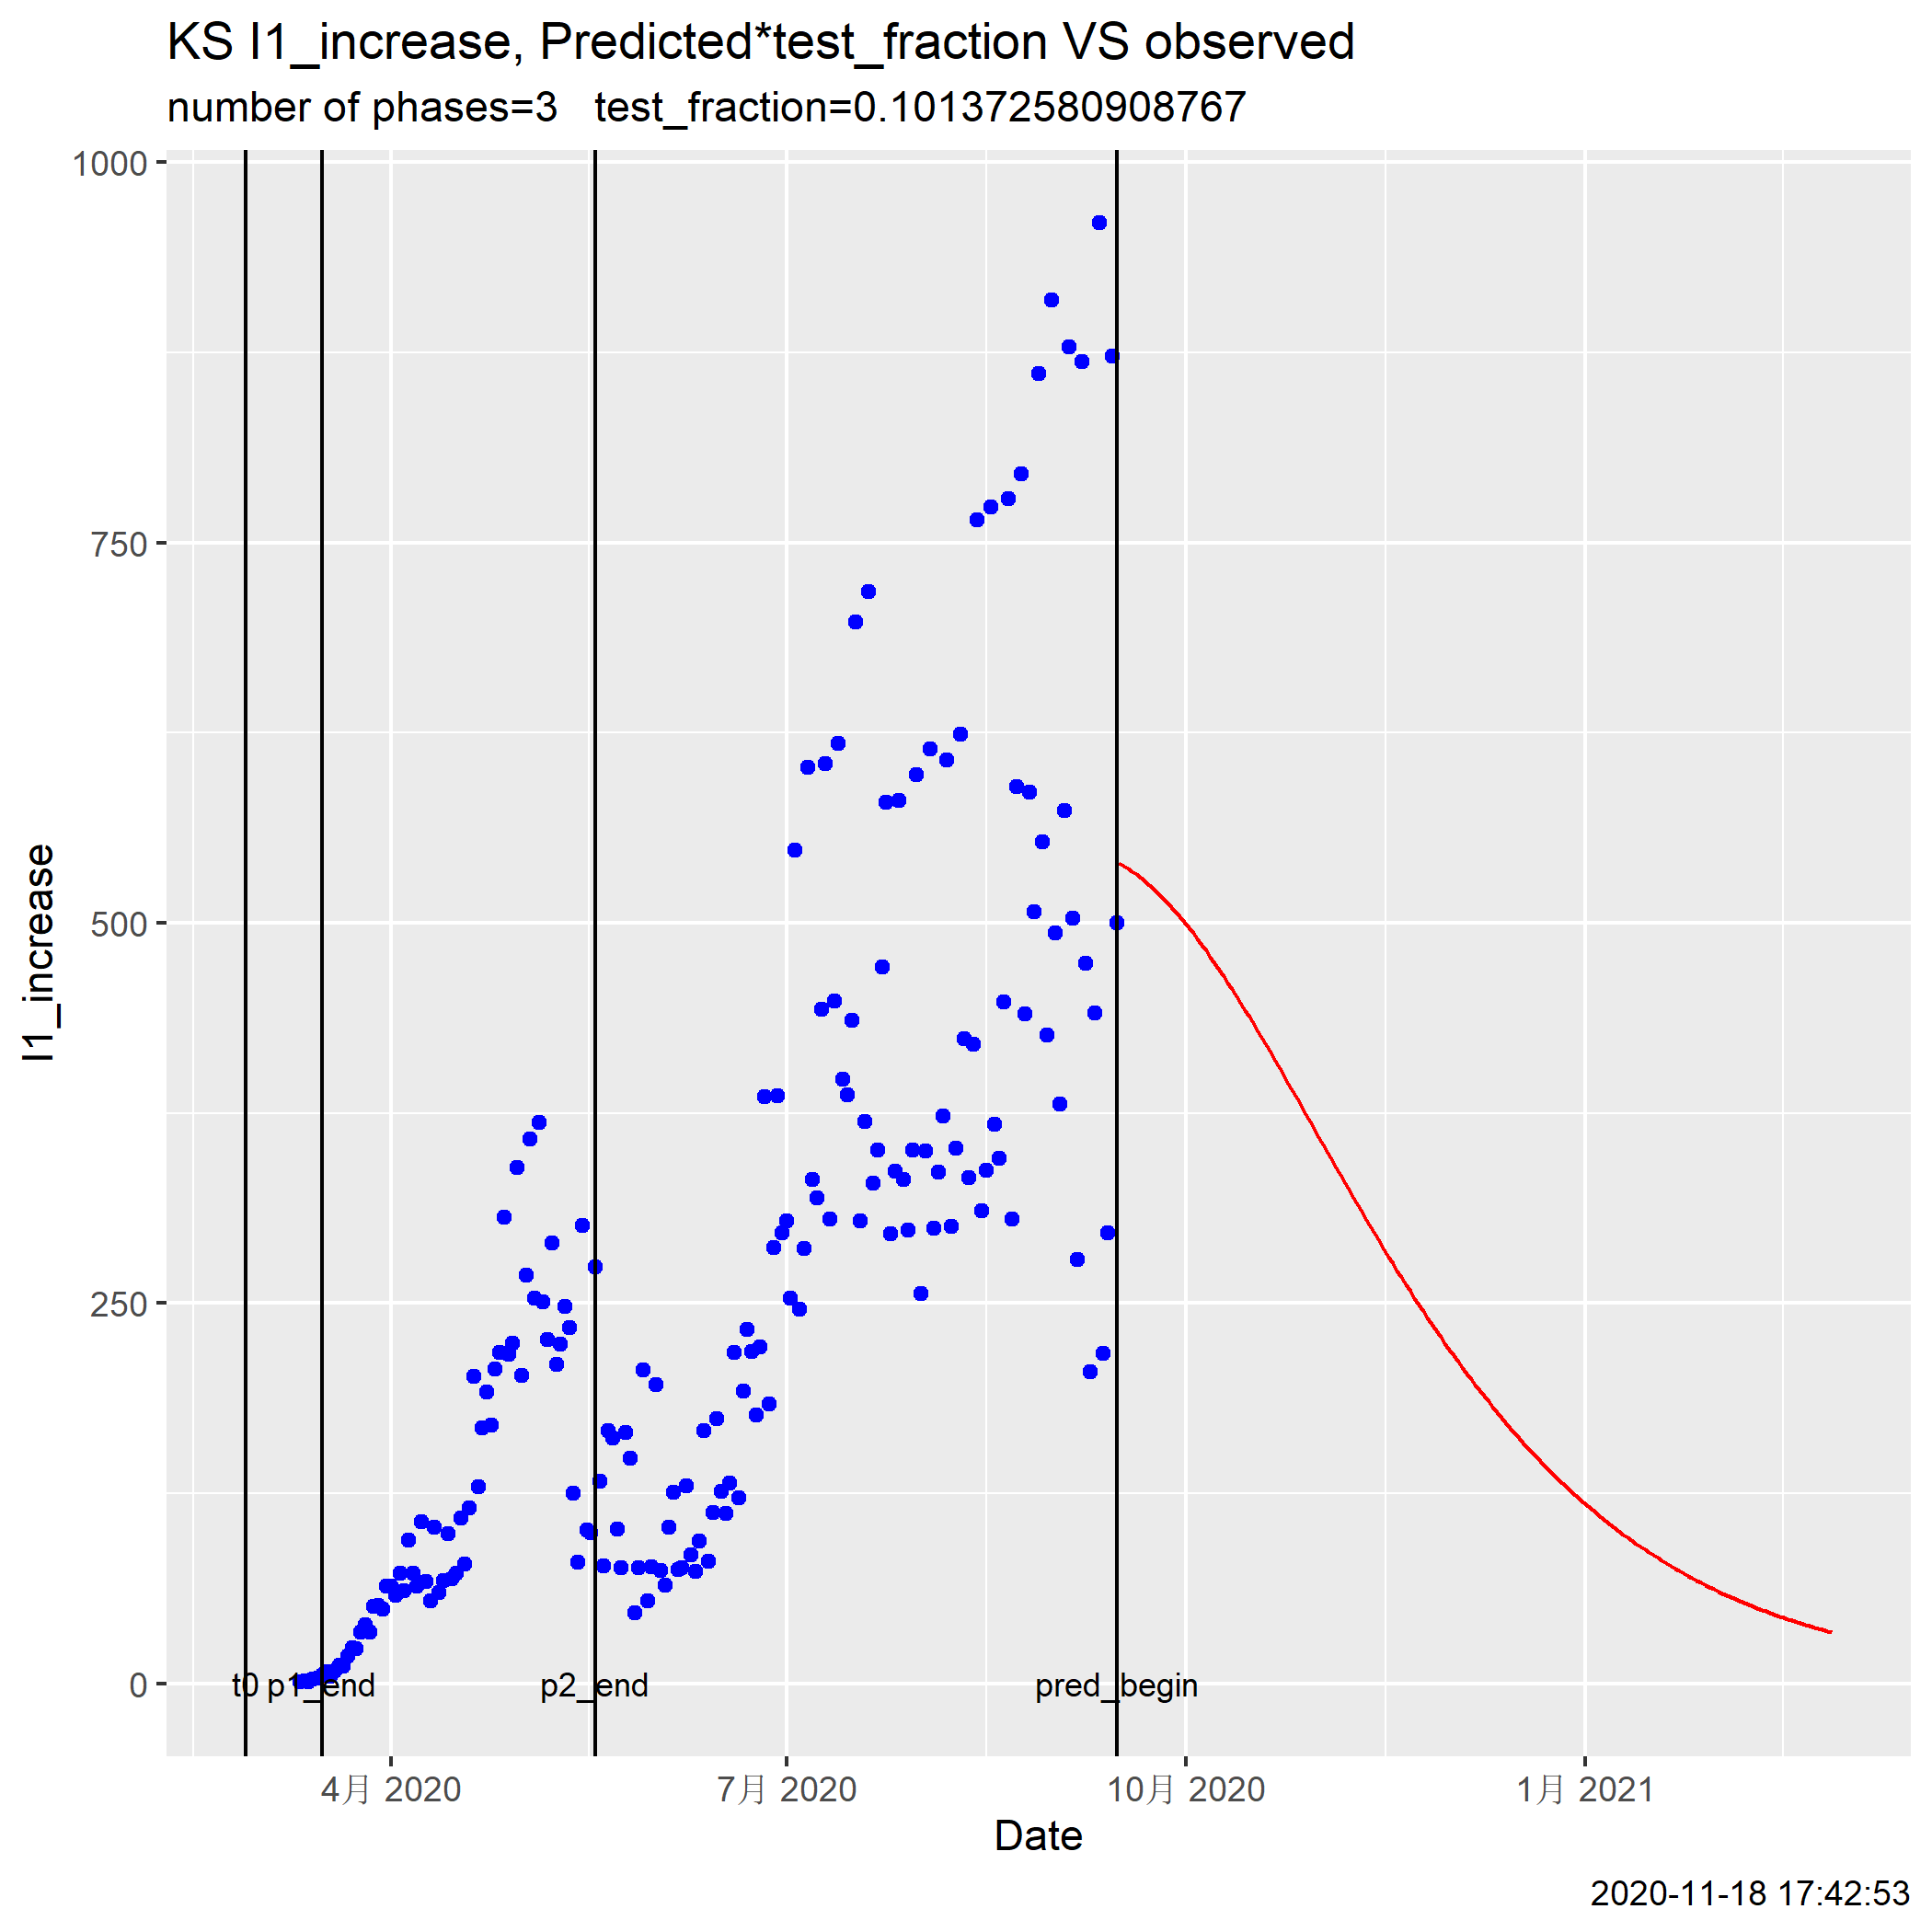 KS I1_increase, Predicted*test_fraction VS observed
number of phases=3   test_fraction=0.101372580908767
1000
750
500
250
0
I1_increase
t0 p1_end p2_end pred_begin
4月 2020 7月 2020 10月 2020 1月 2021
Date
2020-11-18 17:42:53